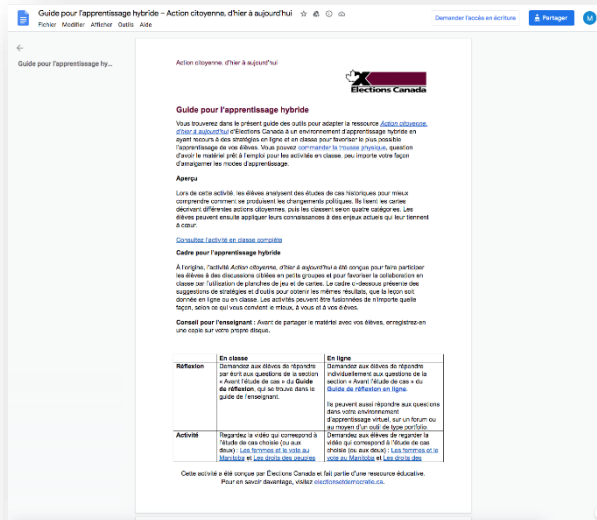 Guide pour l'apprentissage hybride – Action citoyenne, d'hier à aujourd'hui
Demander l'accès en écriture
Partager
M
Fichier Modifier Afficher Outils Aide
Guide pour l'apprentissage hy...
Action citoyenne, d'hier à aujourd'hui
Elections Canada
Guide pour l'apprentissage hybride
Vous trouverez dans le présent guide des outils pour adapter la ressource Action citoyenne,
d'hier à aujourd'hui d'Elections Canada à un environnement d'apprentissage hybride en
ayant recours à des stratégies en ligne et en classe pour favoriser le plus possible
l'apprentissage de vos élèves. Vous pouvez commander la trousse physique, question
d'avoir le matériel prêt à l'emploi pour les activités en classe, peu importe votre façon
d'amalgamer les modes d'apprentissage.
Aperçu
Lors de cette activité, les élèves analysent des études de cas historiques pour mieux
comprendre comment se produisent les changements politiques. Ils lisent les cartes
décrivant différentes actions citoyennes, puis les classent selon quatre catégories. Les
élèves peuvent ensuite appliquer leurs connaissances à des enjeux actuels qui leur tiennent
à cœur.
Consultez l'activité en classe complète
Cadre pour l'apprentissage hybride
À l'origine, l'activité Action citoyenne, d'hier à aujourd'hui a été conçue pour faire participer
les élèves à des discussions ciblées en petits groupes et pour favoriser la collaboration en
classe par l'utilisation de planches de jeu et de cartes. Le cadre ci-dessous présente des
suggestions de stratégies et d'outils pour obtenir les mêmes résultats, que la leçon soit
donnée en ligne ou en classe. Les activités peuvent être fusionnées de n'importe quelle
façon, selon ce qui vous convient le mieux, à vous et à vos élèves.
Conseil pour l'enseignant : Avant de partager le matériel avec vos élèves, enregistrez-en
une copie sur votre propre disque.
En classe
En ligne
Réflexion
Demandez aux élèves de répondre
par écrit aux questions de la section
« Avant l'étude de cas » du Guide
de réflexion, qui se trouve dans le
guide de l'enseignant.
Demandez aux élèves de répondre
individuellement aux questions de la
section « Avant l'étude de cas » du
Guide de réflexion en ligne.
Ils peuvent aussi répondre aux questions
dans votre environnement
d'apprentissage virtuel, sur un forum ou
au moyen d'un outil de type portfolio
Activité
Regardez la vidéo qui correspond à
l'étude de cas choisie (ou aux
deux) : Les femmes et le vote au
Manitoba et Les droits des peuples
Demandez aux élèves de regarder la
vidéo qui correspond à l'étude de cas
choisie (ou aux deux) : Les femmes et le
vote au Manitoba et Les droits des
Cette activité a été conçue par Élections Canada et fait partie d'une ressource éducative.
Pour en savoir davantage, visitez electionsetdemocratie.ca.